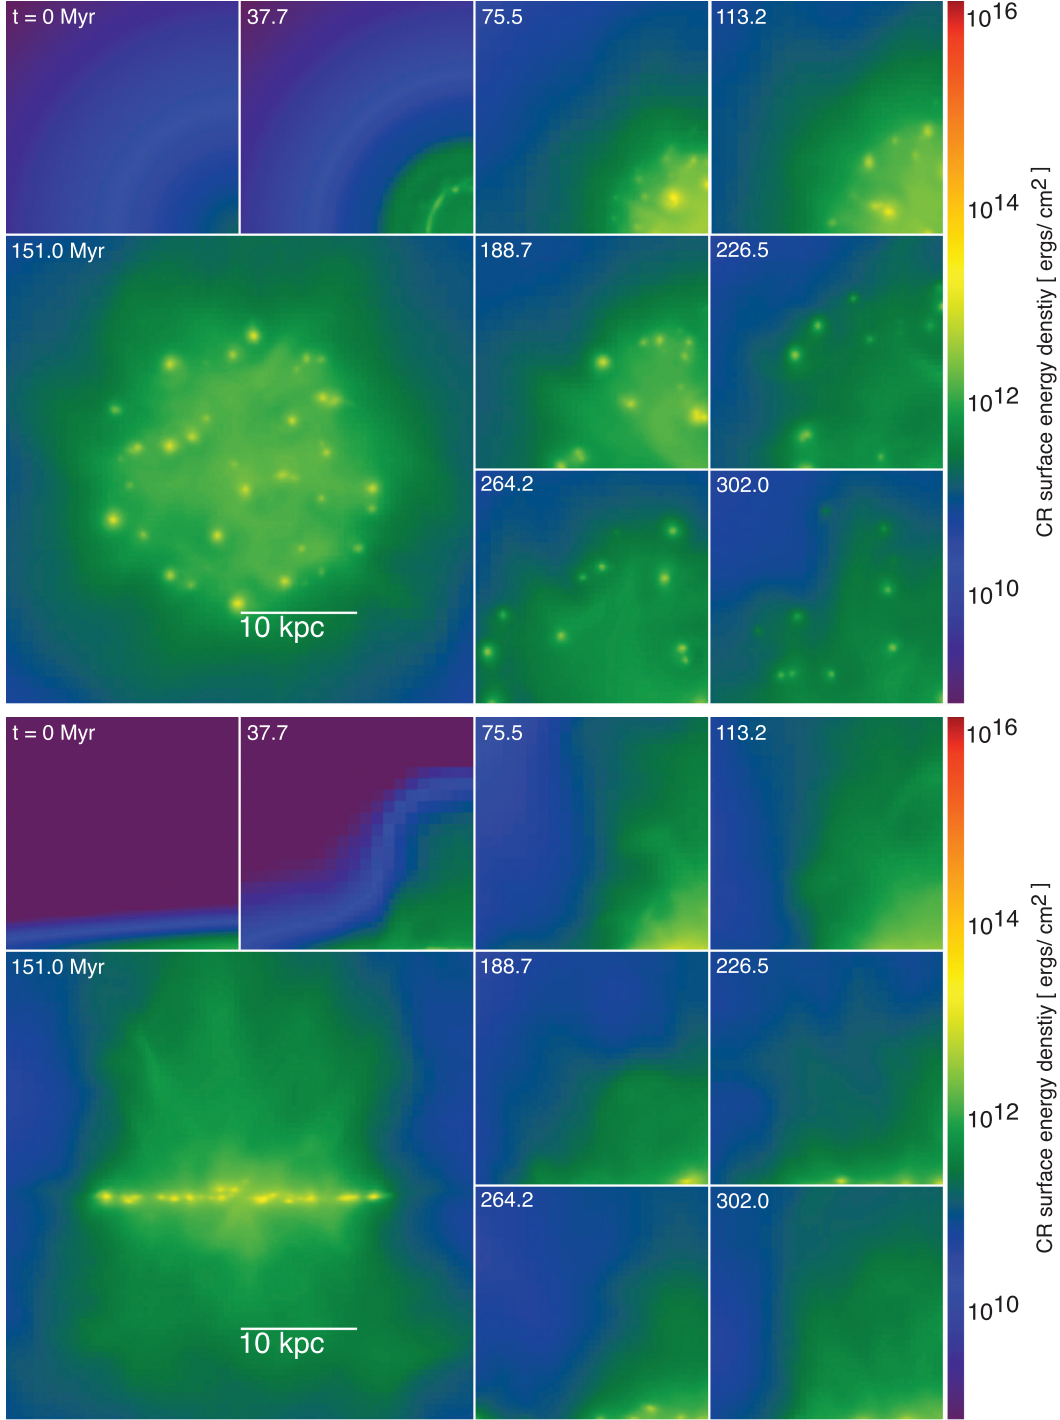 t = 0 Myr
37.7
75.5
113.2
151.0 Myr
188.7
226.5
264.2
302.0
10 kpc
10^16
10^14
10^12
10^10
CR surface energy denstiy [ ergs/ cm^2 ]
t = 0 Myr
37.7
75.5
113.2
151.0 Myr
188.7
226.5
264.2
302.0
10 kpc
10^16
10^14
10^12
10^10
CR surface energy denstiy [ ergs/ cm^2 ]